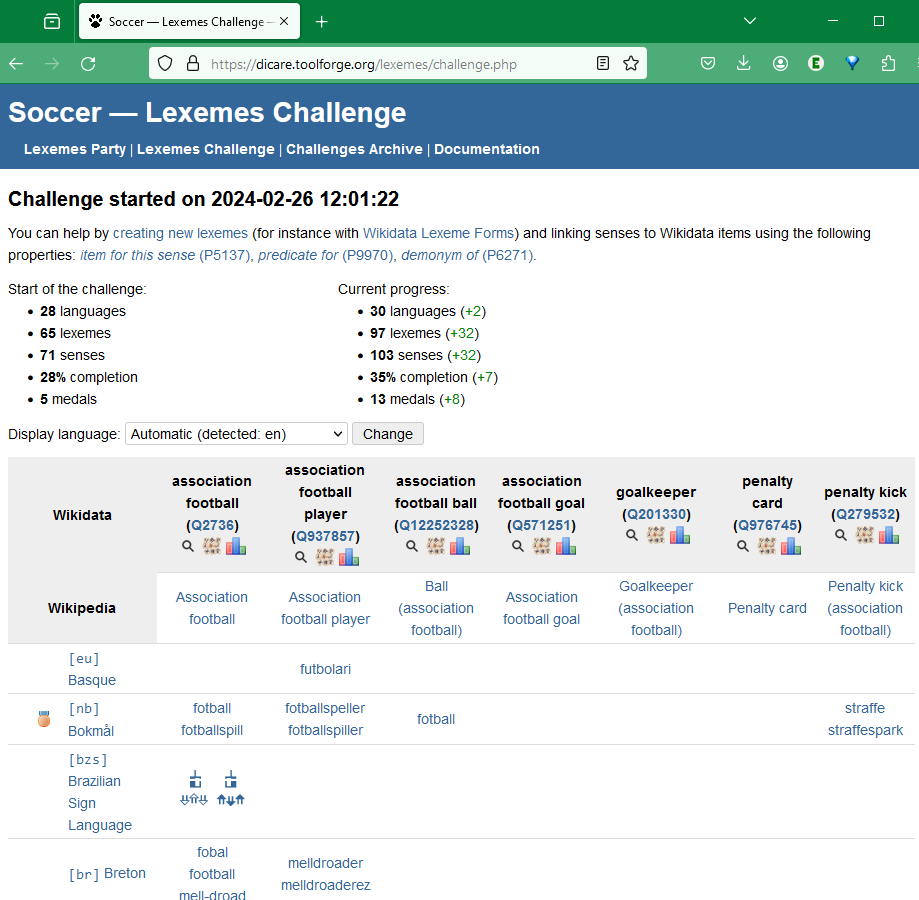 Soccer — Lexemes Challenge —
https://dicare.toolforge.org/lexemes/challenge.php
Soccer — Lexemes Challenge
Lexemes Party | Lexemes Challenge | Challenges Archive | Documentation
Challenge started on 2024-02-26 12:01:22
You can help by creating new lexemes (for instance with Wikidata Lexeme Forms) and linking senses to Wikidata items using the following
properties: item for this sense (P5137), predicate for (P9970), demonym of (P6271).
Start of the challenge:
• 28 languages
• 65 lexemes
• 71 senses
• 28% completion
• 5 medals
Current progress:
• 30 languages (+2)
• 97 lexemes (+32)
• 103 senses (+32)
• 35% completion (+7)
• 13 medals (+8)
Display language: Automatic (detected: en) Change
Wikidata
association
football
(Q2736)
association
football
player
(Q937857)
association
football ball
(Q12252328)
association
football goal
(Q571251)
goalkeeper
(Q201330)
penalty
card
(Q976745)
penalty kick
(Q279532)
Wikipedia
Association
football
Association
football player
Ball
(association
football)
Association
football goal
Goalkeeper
(association
football)
Penalty card
Penalty kick
(association
football)
[eu]
Basque
futbolari
[nb]
Bokmål
fotball
fotballspill
fotballspeller
fotballspiller
fotball
straffe
straffespark
[bzs]
Brazilian
Sign
Language
[br] Breton
fobal
football
mell-droad
melldroader
melldroaderez